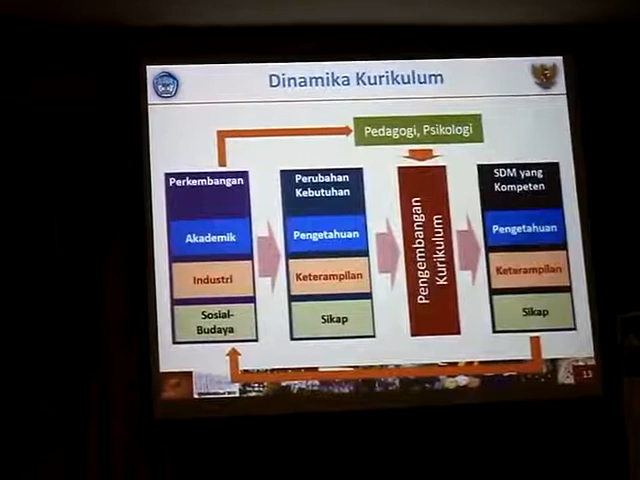 Dinamika Kurikulum
Pedagogi, Psikologi
Perkembangan
Akademik
Industri
Sosial-
Budaya
Perubahan
Kebutuhan
Pengetahuan
Keterampilan
Sikap
Pengembangan
Kurikulum
SDM yang
Kompeten
Pengetahuan
Keterampilan
Sikap
13